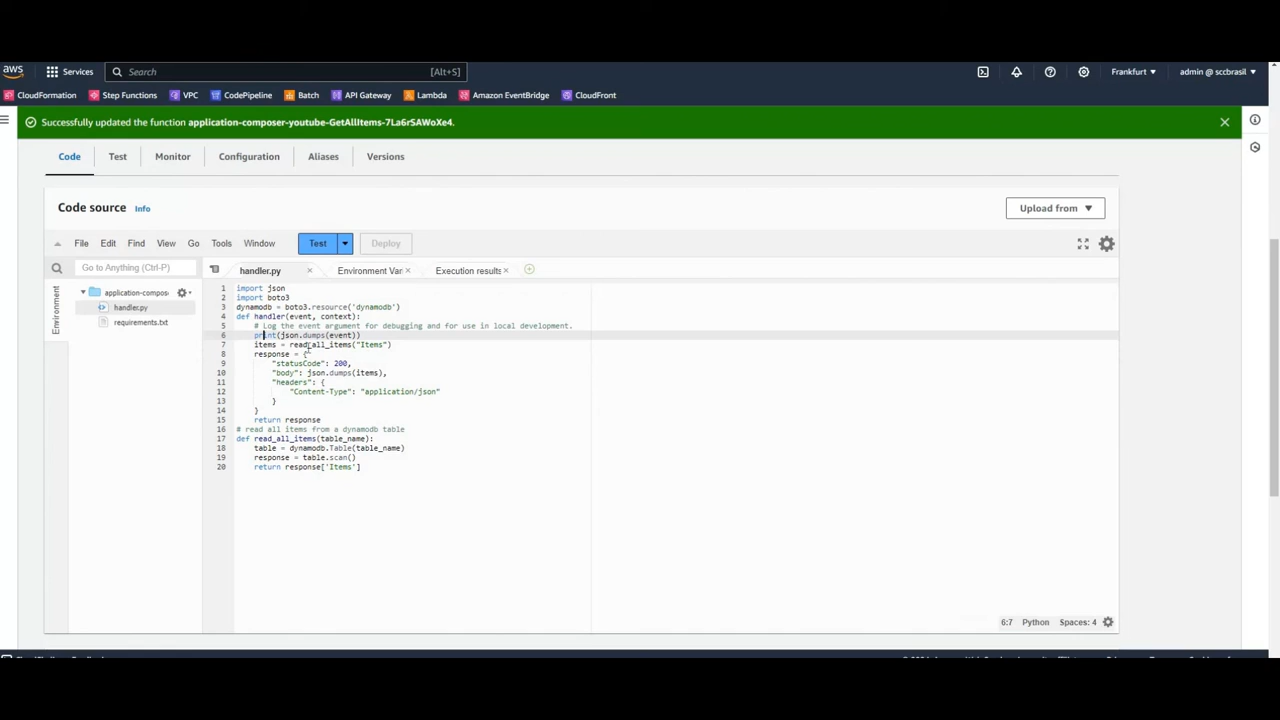 aws Services Search [Alt+S] Frankfurt admin @ sccbrasil
CloudFormation Step Functions VPC CodePipeline Batch API Gateway Lambda Amazon EventBridge CloudFront
Successfully updated the function application-composer-youtube-GetAllItems-7La6rSAWoXe4.
Code Test Monitor Configuration Aliases Versions
Code source Info Upload from
File Edit Find View Go Tools Window Test Deploy
Go to Anything (Ctrl-P) handler.py Environment Var Execution results
Environment
application-compos
handler.py
requirements.txt
1 import json
2 import boto3
3 dynamodb = boto3.resource('dynamodb')
4 def handler(event, context):
5 # Log the event argument for debugging and for use in local development.
6 print(json.dumps(event))
7 items = read_all_items("Items")
8 response = {
9 "statusCode": 200,
10 "body": json.dumps(items),
11 "headers": {
12 "Content-Type": "application/json"
13 }
14 }
15 return response
16 # read all items from a dynamodb table
17 def read_all_items(table_name):
18 table = dynamodb.Table(table_name)
19 response = table.scan()
20 return response['Items']
6:7 Python Spaces: 4